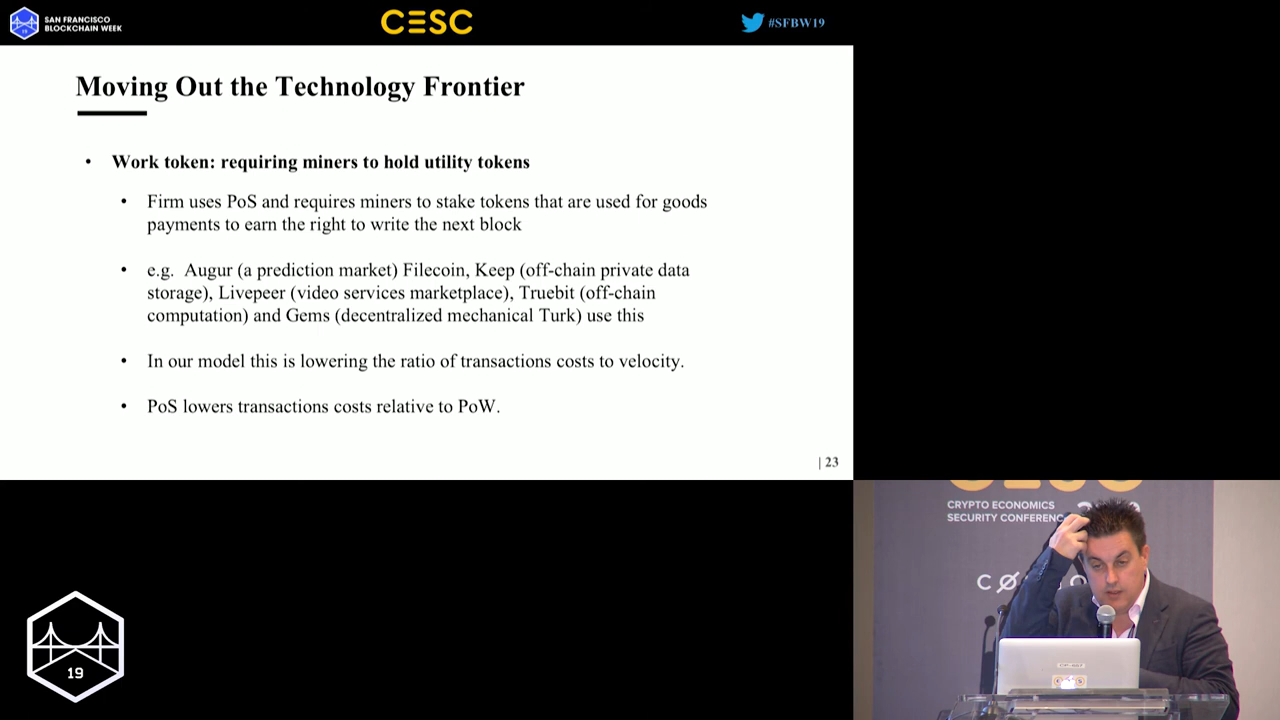 SAN FRANCISCO
BLOCKCHAIN WEEK
19
CESC
#SFBW19
Moving Out the Technology Frontier
• Work token: requiring miners to hold utility tokens
• Firm uses PoS and requires miners to stake tokens that are used for goods
payments to earn the right to write the next block
• e.g. Augur (a prediction market) Filecoin, Keep (off-chain private data
storage), Livepeer (video services marketplace), Truebit (off-chain
computation) and Gems (decentralized mechanical Turk) use this
• In our model this is lowering the ratio of transactions costs to velocity.
• PoS lowers transactions costs relative to PoW.
| 23
CRYPTO ECONOMICS
SECURITY CONFERENC
19